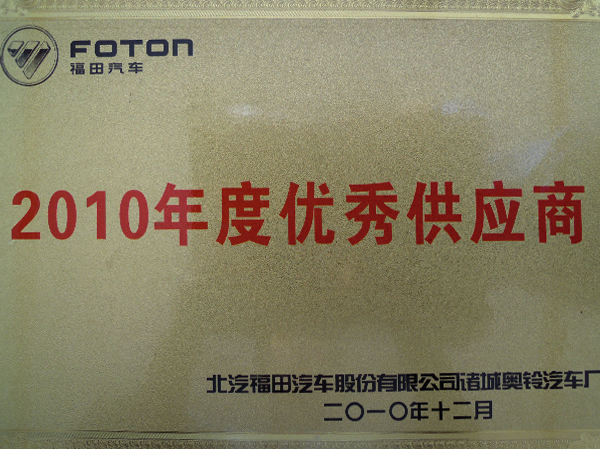 FOTON
福田汽车
2010年度优秀供应商
北汽福田汽车股份有限公司诸城奥铃汽车厂
二〇一〇年十二月